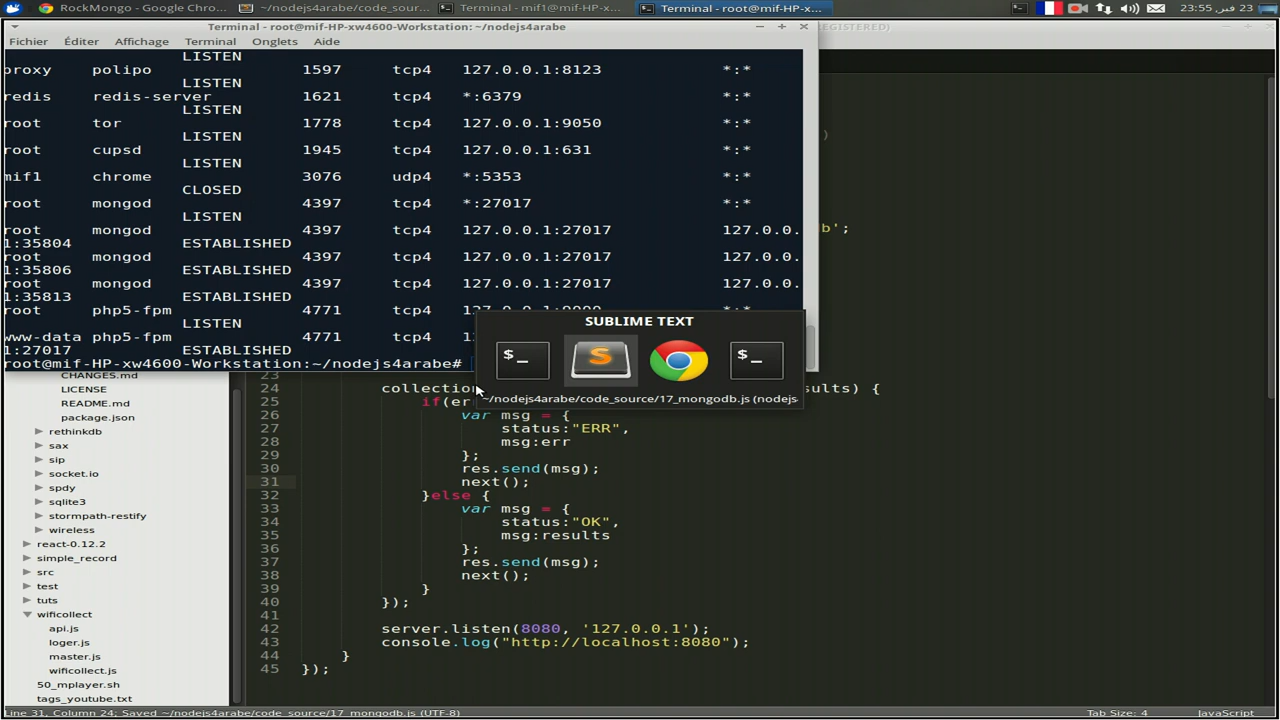 RockMongo - Google Chro...
~/nodejs4arabe/code_sour...
Terminal - mif1@mif-HP-x...
Terminal - root@mif-HP-x...
23 فبر, 23:55
Terminal - root@mif-HP-xw4600-Workstation: ~/nodejs4arabe
REGISTERED)
Fichier Éditer Affichage Terminal Onglets Aide
LISTEN
proxy polipo 1597 tcp4 127.0.0.1:8123 *:*
LISTEN
redis redis-server 1621 tcp4 *:6379 *:*
LISTEN
root tor 1778 tcp4 127.0.0.1:9050 *:*
LISTEN
root cupsd 1945 tcp4 127.0.0.1:631 *:*
LISTEN
mif1 chrome 3076 udp4 *:5353 *:*
CLOSED
root mongod 4397 tcp4 *:27017 *:*
LISTEN
root mongod 4397 tcp4 127.0.0.1:27017 127.0.0.
1:35804 ESTABLISHED
root mongod 4397 tcp4 127.0.0.1:27017 127.0.0.
1:35806 ESTABLISHED
root mongod 4397 tcp4 127.0.0.1:27017 127.0.0.
1:35813 ESTABLISHED
root php5-fpm 4771 tcp4 127.0.0.1:9000 *:*
LISTEN
www-data php5-fpm 4771 tcp4
1:27017 ESTABLISHED
root@mif-HP-xw4600-Workstation:~/nodejs4arabe#
)
b';
SUBLIME TEXT
$_
S
$_
~/nodejs4arabe/code_source/17_mongodb.js (nodejs-
CHANGES.md
LICENSE
README.md
package.json
rethinkdb
sax
sip
socket.io
spdy
sqlite3
stormpath-restify
wireless
react-0.12.2
simple_record
src
test
tuts
wificollect
api.js
loger.js
master.js
wificollect.js
50_mplayer.sh
tags_youtube.txt
23
24 collection sults) {
25 if(er
26 var msg = {
27 status:"ERR",
28 msg:err
29 };
30 res.send(msg);
31 next();
32 }else {
33 var msg = {
34 status:"OK",
35 msg:results
36 };
37 res.send(msg);
38 next();
39 }
40 });
41
42 server.listen(8080, '127.0.0.1');
43 console.log("http://localhost:8080");
44 }
45 });
Line 31, Column 24; Saved ~/nodejs4arabe/code_source/17_mongodb.js (UTF-8)
Tab Size: 4
JavaScript